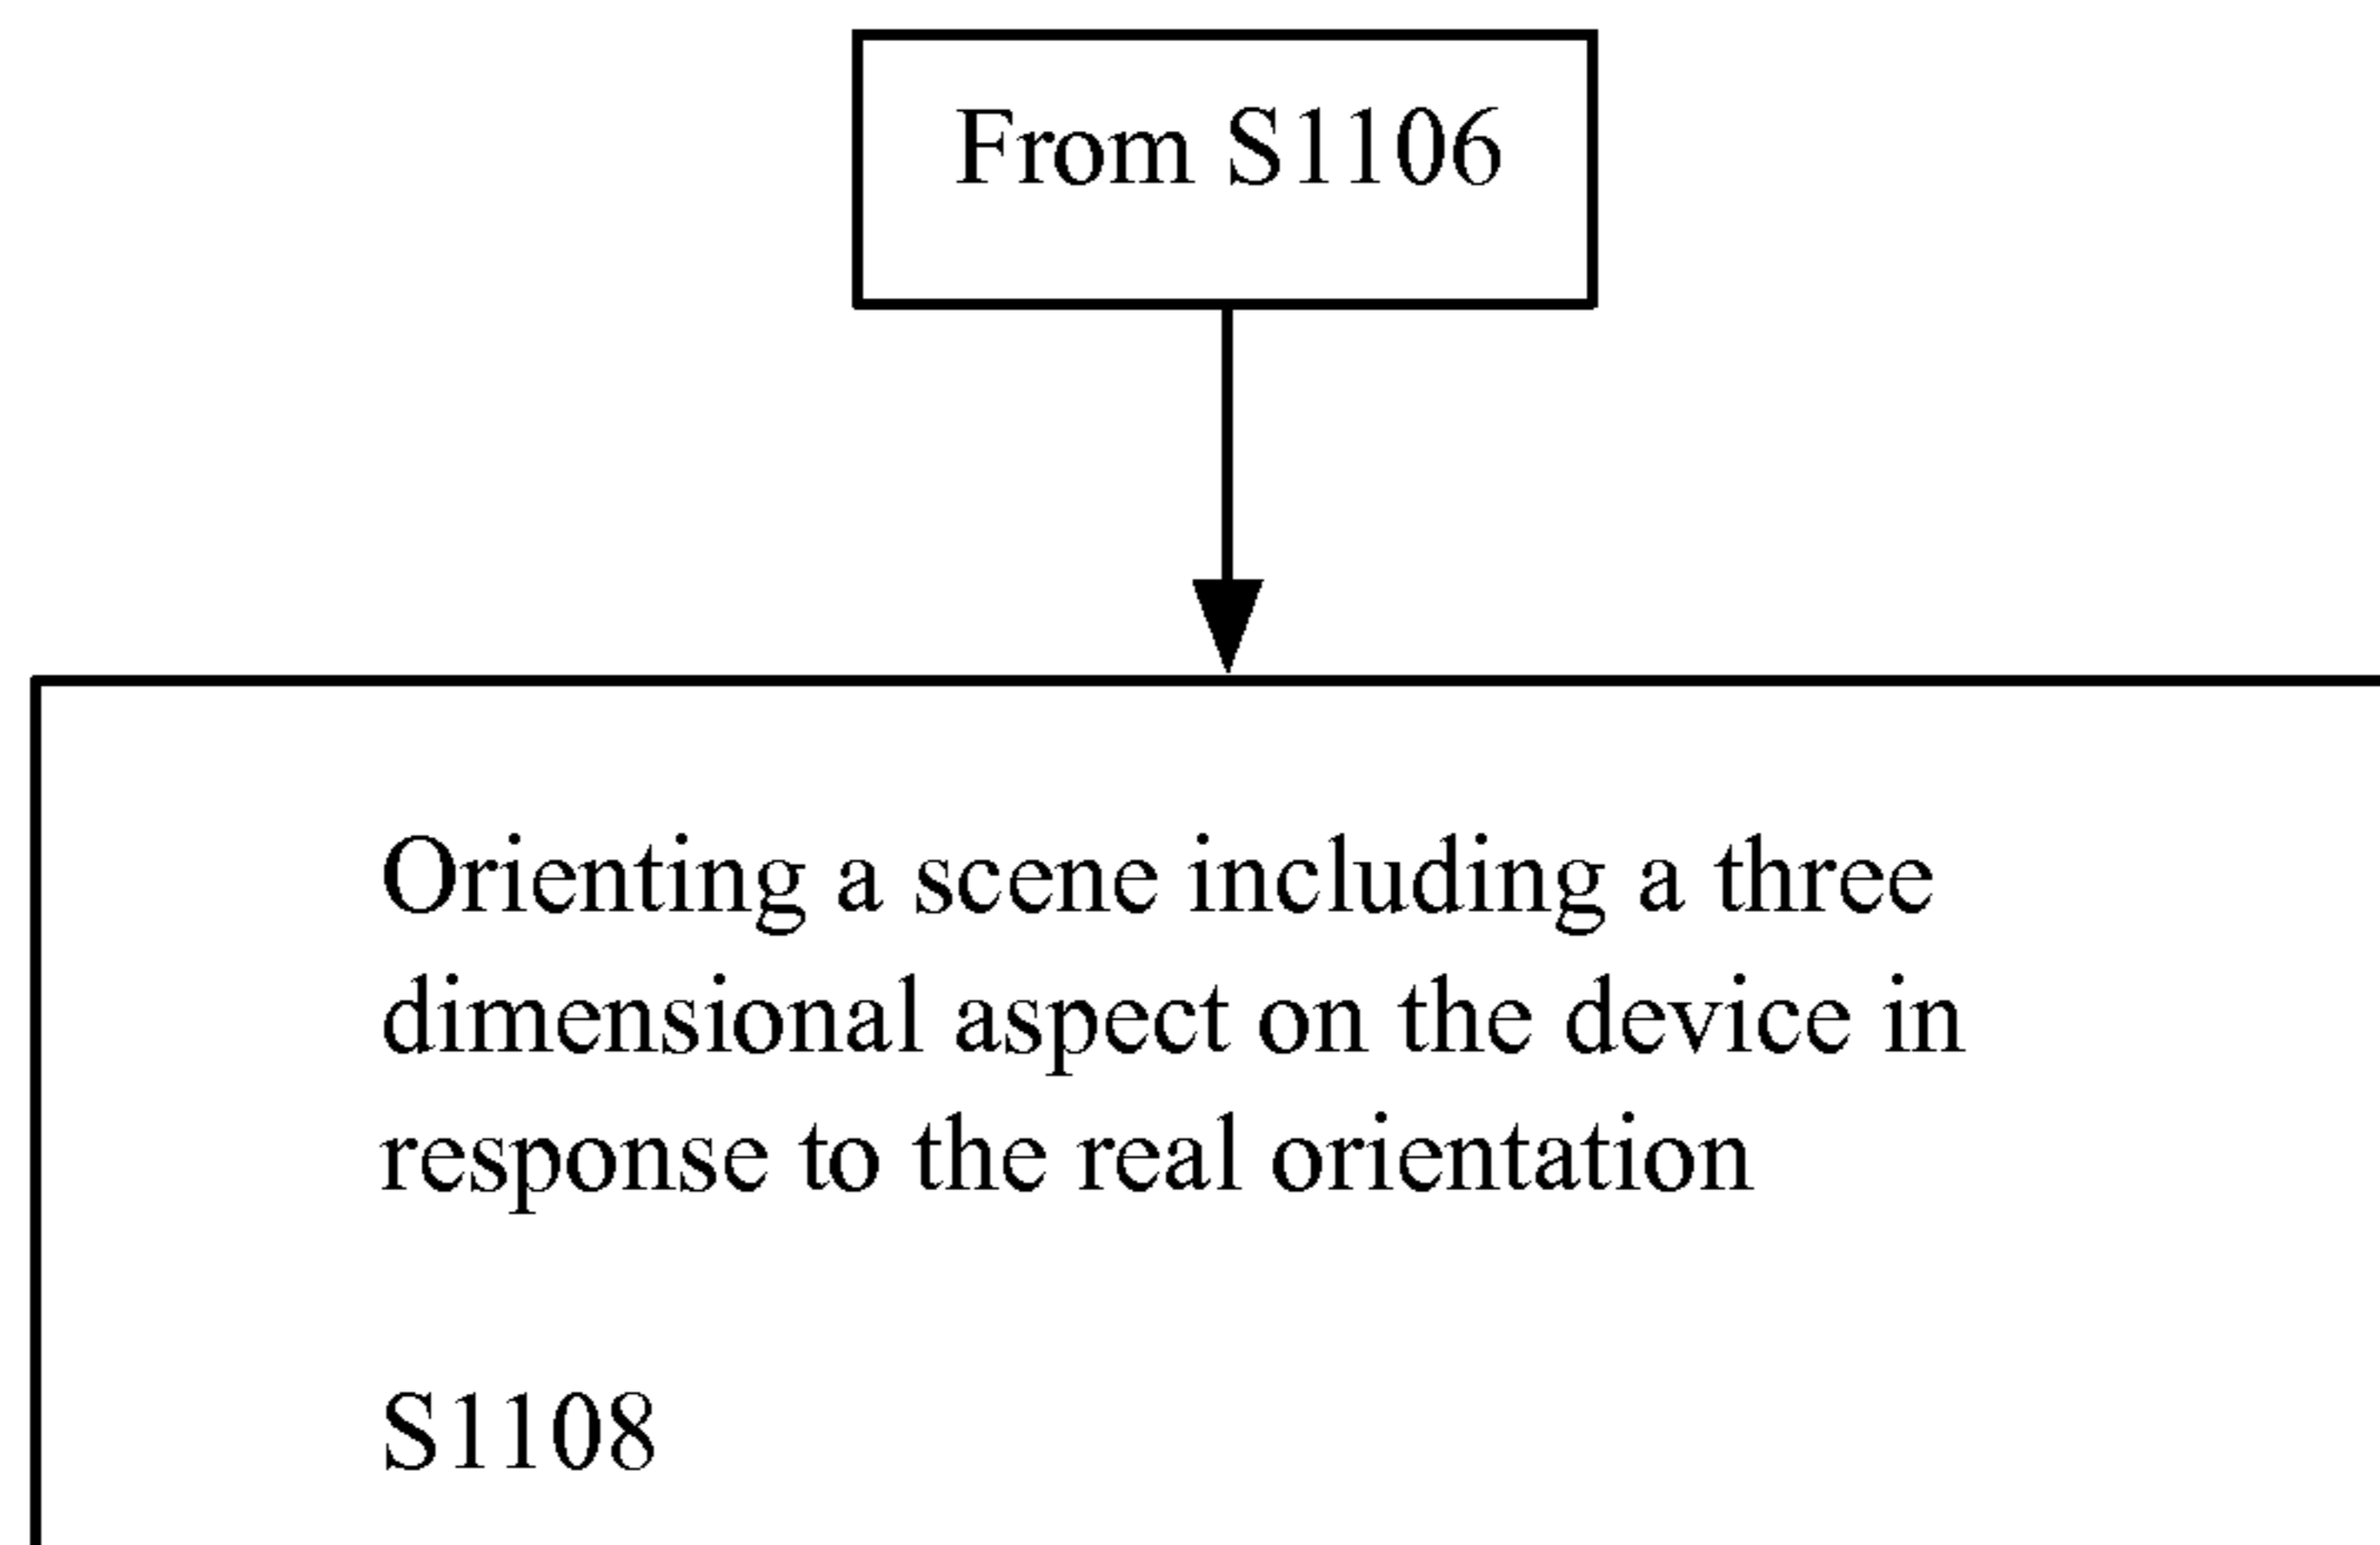 From S1106
Orienting a scene including a three
dimensional aspect on the device in
response to the real orientation
S1108